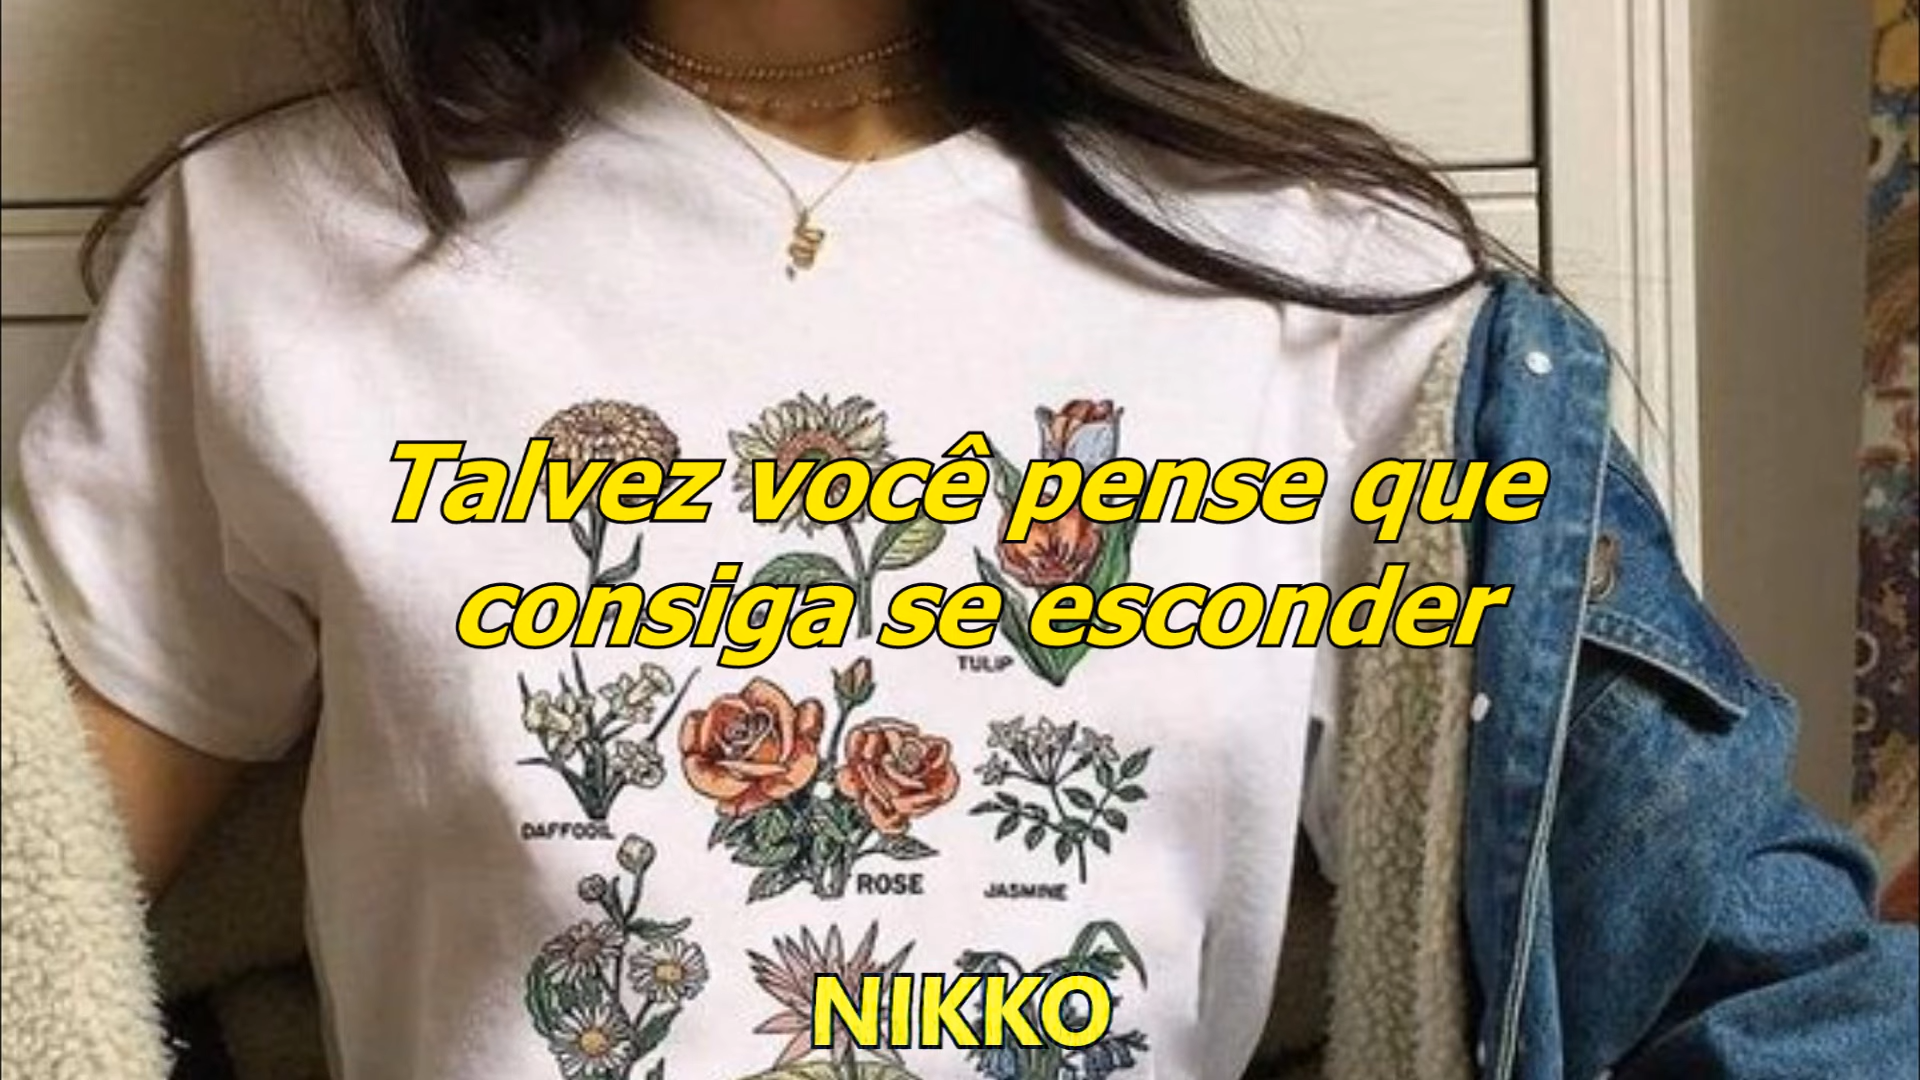 Talvez você pense que
consiga se esconder
TULIP
DAFFODIL
ROSE
JASMINE
NIKKO